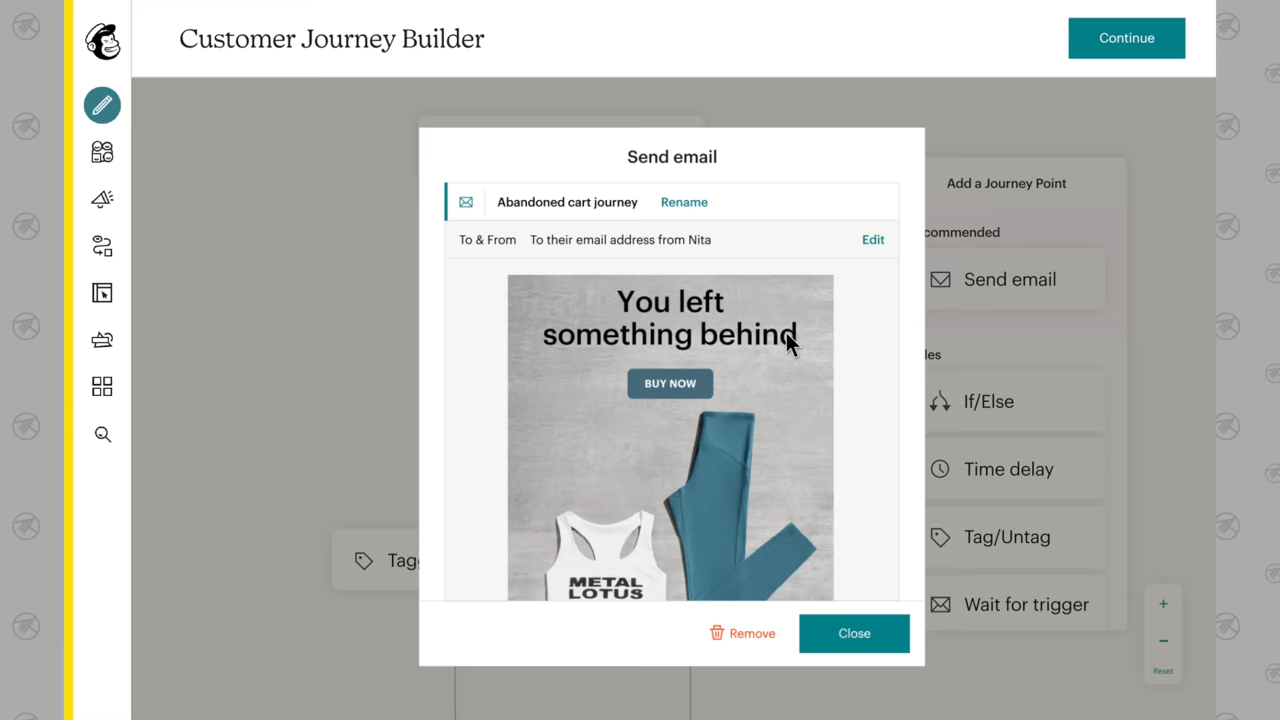 Customer Journey Builder
Continue
Send email
Abandoned cart journey Rename
To & From To their email address from Nita Edit
You left
something behind
BUY NOW
METAL
LOTUS
Remove
Close
Add a Journey Point
commended
Send email
les
If/Else
Time delay
Tag/Untag
Wait for trigger
Tag
+
−
Reset